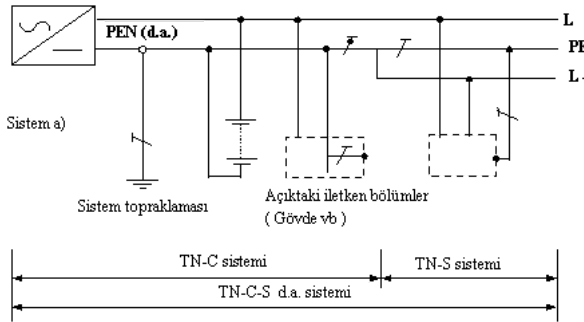 L
PEN (d.a.)
PE
L -
Sistem a)
Sistem topraklaması
Açıktaki iletken bölümler
( Gövde vb )
TN-C sistemi
TN-S sistemi
TN-C-S d.a. sistemi